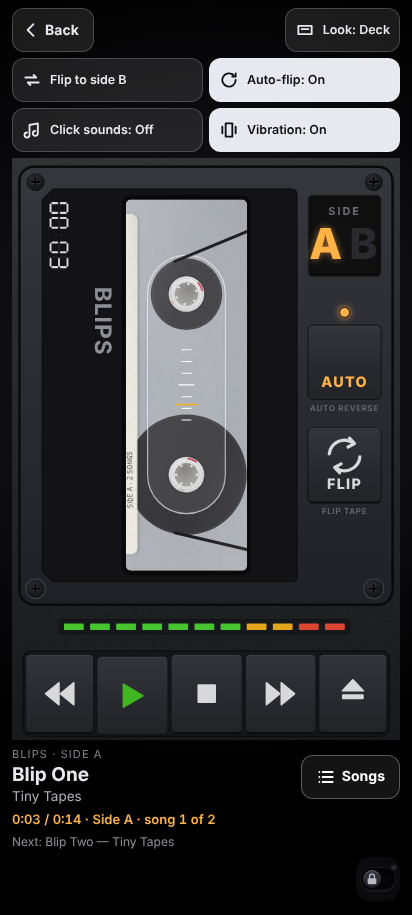 Back
Look: Deck
Flip to side B
Auto-flip: On
Click sounds: Off
Vibration: On
00 03
BLIPS
SIDE A · 2 SONGS
SIDE
A B
AUTO
AUTO REVERSE
FLIP
FLIP TAPE
BLIPS · SIDE A
Blip One
Tiny Tapes
Songs
0:03 / 0:14 · Side A · song 1 of 2
Next: Blip Two — Tiny Tapes